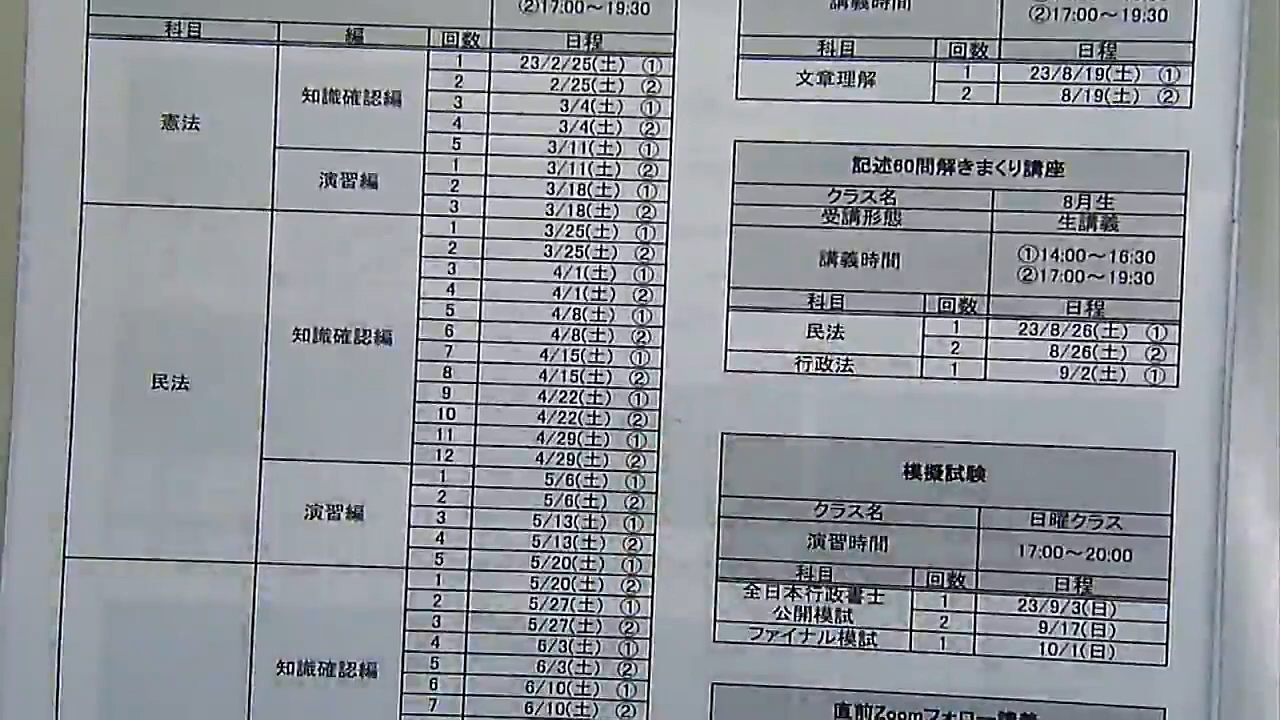 ②17:00～19:30
科目 編 回数 日程
憲法 知識確認編 1 23/2/25(土) ①
2 2/25(土) ②
3 3/4(土) ①
4 3/4(土) ②
5 3/11(土) ①
演習編 1 3/11(土) ②
2 3/18(土) ①
3 3/18(土) ②
民法 知識確認編 1 3/25(土) ①
2 3/25(土) ②
3 4/1(土) ①
4 4/1(土) ②
5 4/8(土) ①
6 4/8(土) ②
7 4/15(土) ①
8 4/15(土) ②
9 4/22(土) ①
10 4/22(土) ②
11 4/29(土) ①
12 4/29(土) ②
演習編 1 5/6(土) ①
2 5/6(土) ②
3 5/13(土) ①
4 5/13(土) ②
5 5/20(土) ①
知識確認編 1 5/20(土) ②
2 5/27(土) ①
3 5/27(土) ②
4 6/3(土) ①
5 6/3(土) ②
6 6/10(土) ①
7 6/10(土) ②
講義時間
②17:00～19:30
科目 回数 日程
文章理解 1 23/8/19(土) ①
2 8/19(土) ②
記述60問解きまくり講座
クラス名 8月生
受講形態 生講義
講義時間 ①14:00～16:30
②17:00～19:30
科目 回数 日程
民法 1 23/8/26(土) ①
2 8/26(土) ②
行政法 1 9/2(土) ①
模擬試験
クラス名 日曜クラス
演習時間 17:00～20:00
科目 回数 日程
全日本行政書士 1 23/9/3(日)
公開模試 2 9/17(日)
ファイナル模試 1 10/1(日)
直前Zoomフォロー講義